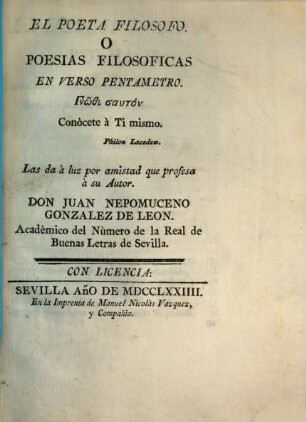 EL POETA FILOSOFO.
O
POESIAS FILOSOFICAS
EN VERSO PENTAMETRO.
Γνῶθι σαυτόν
Conòcete à Ti mismo.
Philon Lacedem.
Las da à luz por amistad que profesa
à su Autor.
DON JUAN NEPOMUCENO
GONZALEZ DE LEON.
Acadèmico del Nùmero de la Real de
Buenas Letras de Sevilla.
CON LICENCIA:
SEVILLA Año DE MDCCLXXIIII.
En la Imprenta de Manuel Nicolàs Vazquez,
y Compañia.